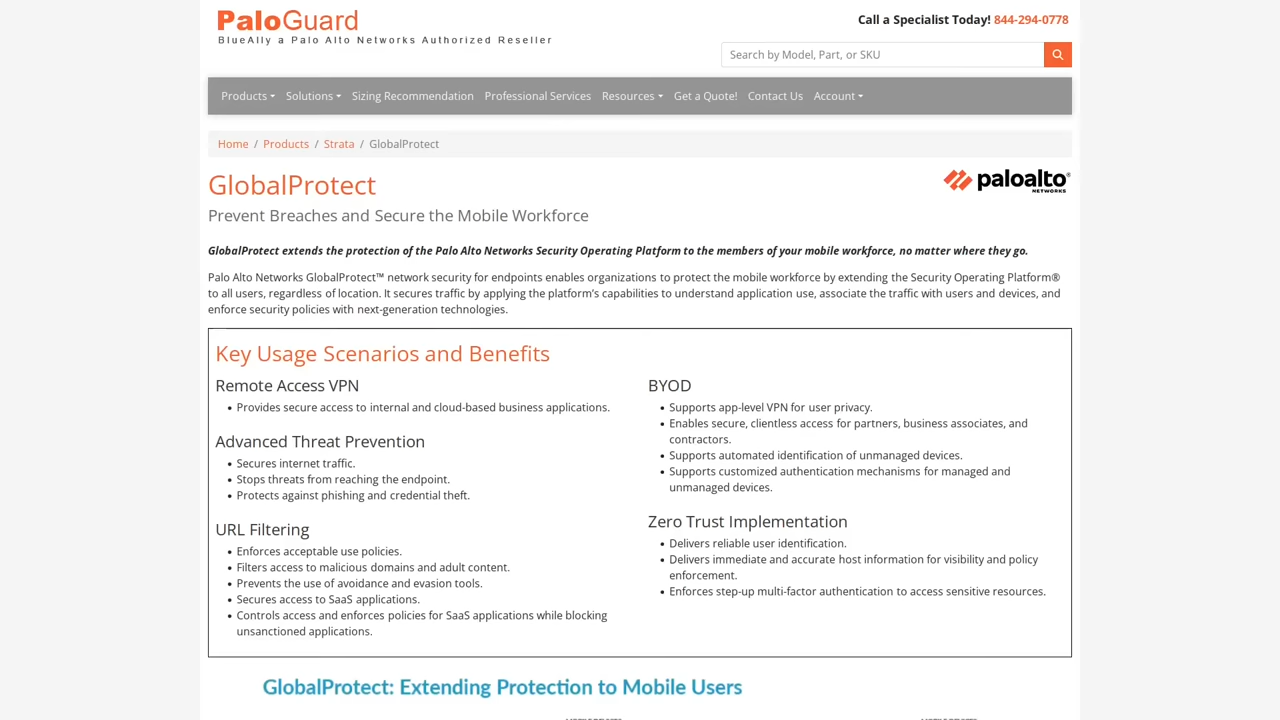 PaloGuard
BlueAlly a Palo Alto Networks Authorized Reseller
Call a Specialist Today! 844-294-0778
Search by Model, Part, or SKU
Products Solutions Sizing Recommendation Professional Services Resources Get a Quote! Contact Us Account
Home / Products / Strata / GlobalProtect
GlobalProtect
paloalto®
NETWORKS
Prevent Breaches and Secure the Mobile Workforce
GlobalProtect extends the protection of the Palo Alto Networks Security Operating Platform to the members of your mobile workforce, no matter where they go.
Palo Alto Networks GlobalProtect™ network security for endpoints enables organizations to protect the mobile workforce by extending the Security Operating Platform®
to all users, regardless of location. It secures traffic by applying the platform's capabilities to understand application use, associate the traffic with users and devices, and
enforce security policies with next-generation technologies.
Key Usage Scenarios and Benefits
Remote Access VPN
• Provides secure access to internal and cloud-based business applications.
Advanced Threat Prevention
• Secures internet traffic.
• Stops threats from reaching the endpoint.
• Protects against phishing and credential theft.
URL Filtering
• Enforces acceptable use policies.
• Filters access to malicious domains and adult content.
• Prevents the use of avoidance and evasion tools.
• Secures access to SaaS applications.
• Controls access and enforces policies for SaaS applications while blocking
unsanctioned applications.
BYOD
• Supports app-level VPN for user privacy.
• Enables secure, clientless access for partners, business associates, and
contractors.
• Supports automated identification of unmanaged devices.
• Supports customized authentication mechanisms for managed and
unmanaged devices.
Zero Trust Implementation
• Delivers reliable user identification.
• Delivers immediate and accurate host information for visibility and policy
enforcement.
• Enforces step-up multi-factor authentication to access sensitive resources.
GlobalProtect: Extending Protection to Mobile Users